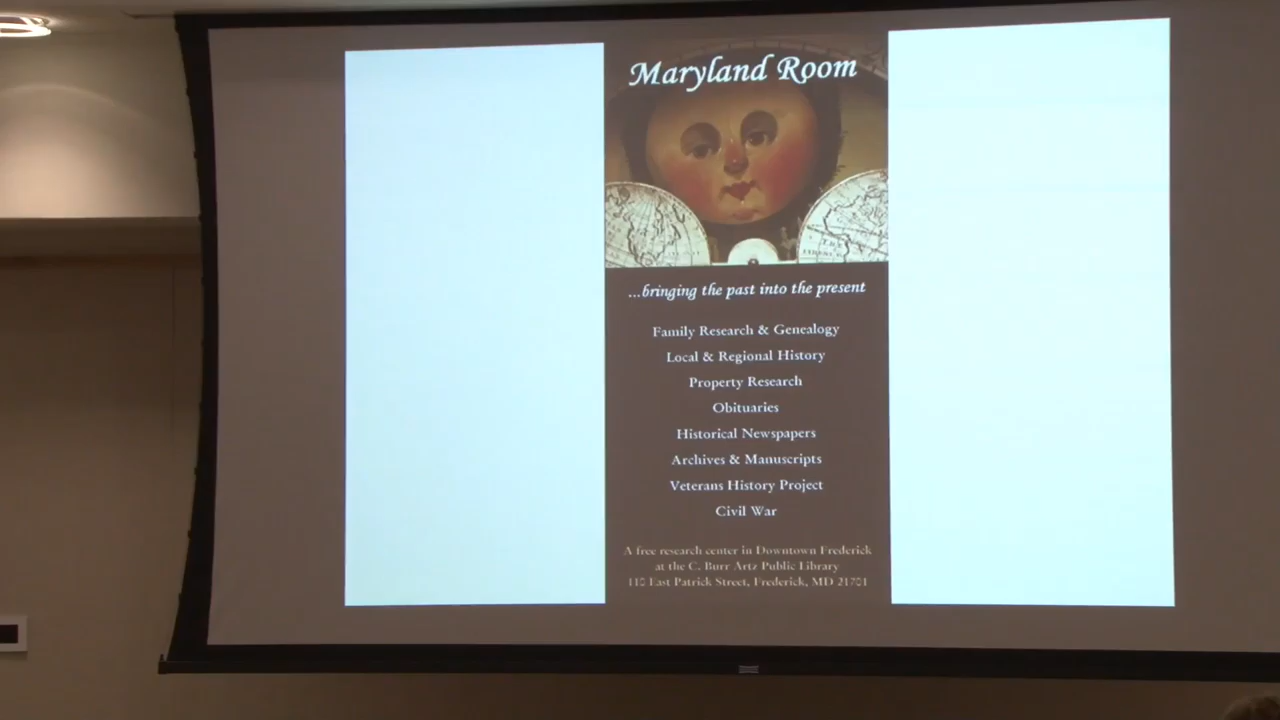 Maryland Room
...bringing the past into the present
Family Research & Genealogy
Local & Regional History
Property Research
Obituaries
Historical Newspapers
Archives & Manuscripts
Veterans History Project
Civil War
A free research center in Downtown Frederick
at the C. Burr Artz Public Library
110 East Patrick Street, Frederick, MD 21701